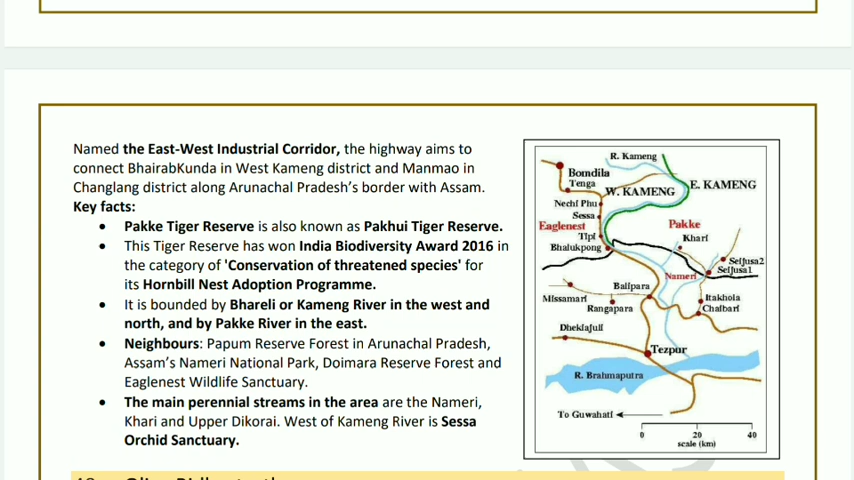 Named the East-West Industrial Corridor, the highway aims to
connect BhairabKunda in West Kameng district and Manmao in
Changlang district along Arunachal Pradesh's border with Assam.
Key facts:
• Pakke Tiger Reserve is also known as Pakhui Tiger Reserve.
• This Tiger Reserve has won India Biodiversity Award 2016 in
the category of 'Conservation of threatened species' for
its Hornbill Nest Adoption Programme.
• It is bounded by Bhareli or Kameng River in the west and
north, and by Pakke River in the east.
• Neighbours: Papum Reserve Forest in Arunachal Pradesh,
Assam's Nameri National Park, Doimara Reserve Forest and
Eaglenest Wildlife Sanctuary.
• The main perennial streams in the area are the Nameri,
Khari and Upper Dikorai. West of Kameng River is Sessa
Orchid Sanctuary.
R. Kameng
Bomdila
Tenga
W. KAMENG
E. KAMENG
Nechi Phu
Sessa
Eaglenest
Pakke
Tipi
Khari
Bhalukpong
Seijusa2
Seijusa1
Nameri
Balipara
Missamari
Itakhola
Rangapara
Chaibari
Dhekiajuli
Tezpur
R. Brahmaputra
To Guwahati
0 20 40
scale (km)